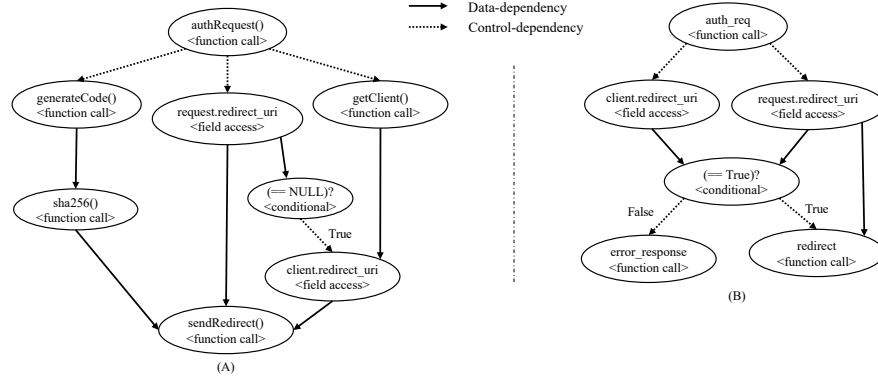 Data-dependency
Control-dependency
authRequest()
<function call>
generateCode()
<function call>
request.redirect_uri
<field access>
getClient()
<function call>
sha256()
<function call>
(== NULL)?
<conditional>
True
client.redirect_uri
<field access>
sendRedirect()
<function call>
(A)
auth_req
<function call>
client.redirect_uri
<field access>
request.redirect_uri
<field access>
(== True)?
<conditional>
False
True
error_response
<function call>
redirect
<function call>
(B)